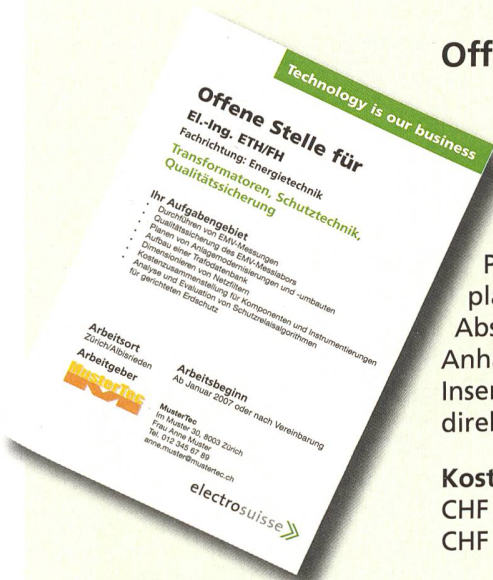 Technology is our business
Offene Stelle für
El.-Ing. ETH/FH
Fachrichtung: Energietechnik
Transformatoren, Schutztechnik,
Qualitätssicherung
Ihr Aufgabengebiet
· Durchführen von EMV-Messungen
· Qualitätssicherung des EMV-Messlabors
· Planen von Anlagemodernisierungen und -umbauten
· Aufbau einer Trafodatenbank
· Dimensionieren von Netzfiltern
· Kostenzusammenstellung für Komponenten und Instrumentierungen
· Analyse und Evaluation von Schutzrelaisalgorithmen
für gerichteten Erdschutz
Arbeitsort
Zürich/Albisrieden
Arbeitgeber
MusterTec
Arbeitsbeginn
Ab Januar 2007 oder nach Vereinbarung
MusterTec
Im Muster 30, 8003 Zürich
Frau Anne Muster
Tel. 012 345 67 89
anne.muster@mustertec.ch
electrosuisse
Off
P
pla
Abs
Anha
Inser
direk
Kost
CHF
CHF